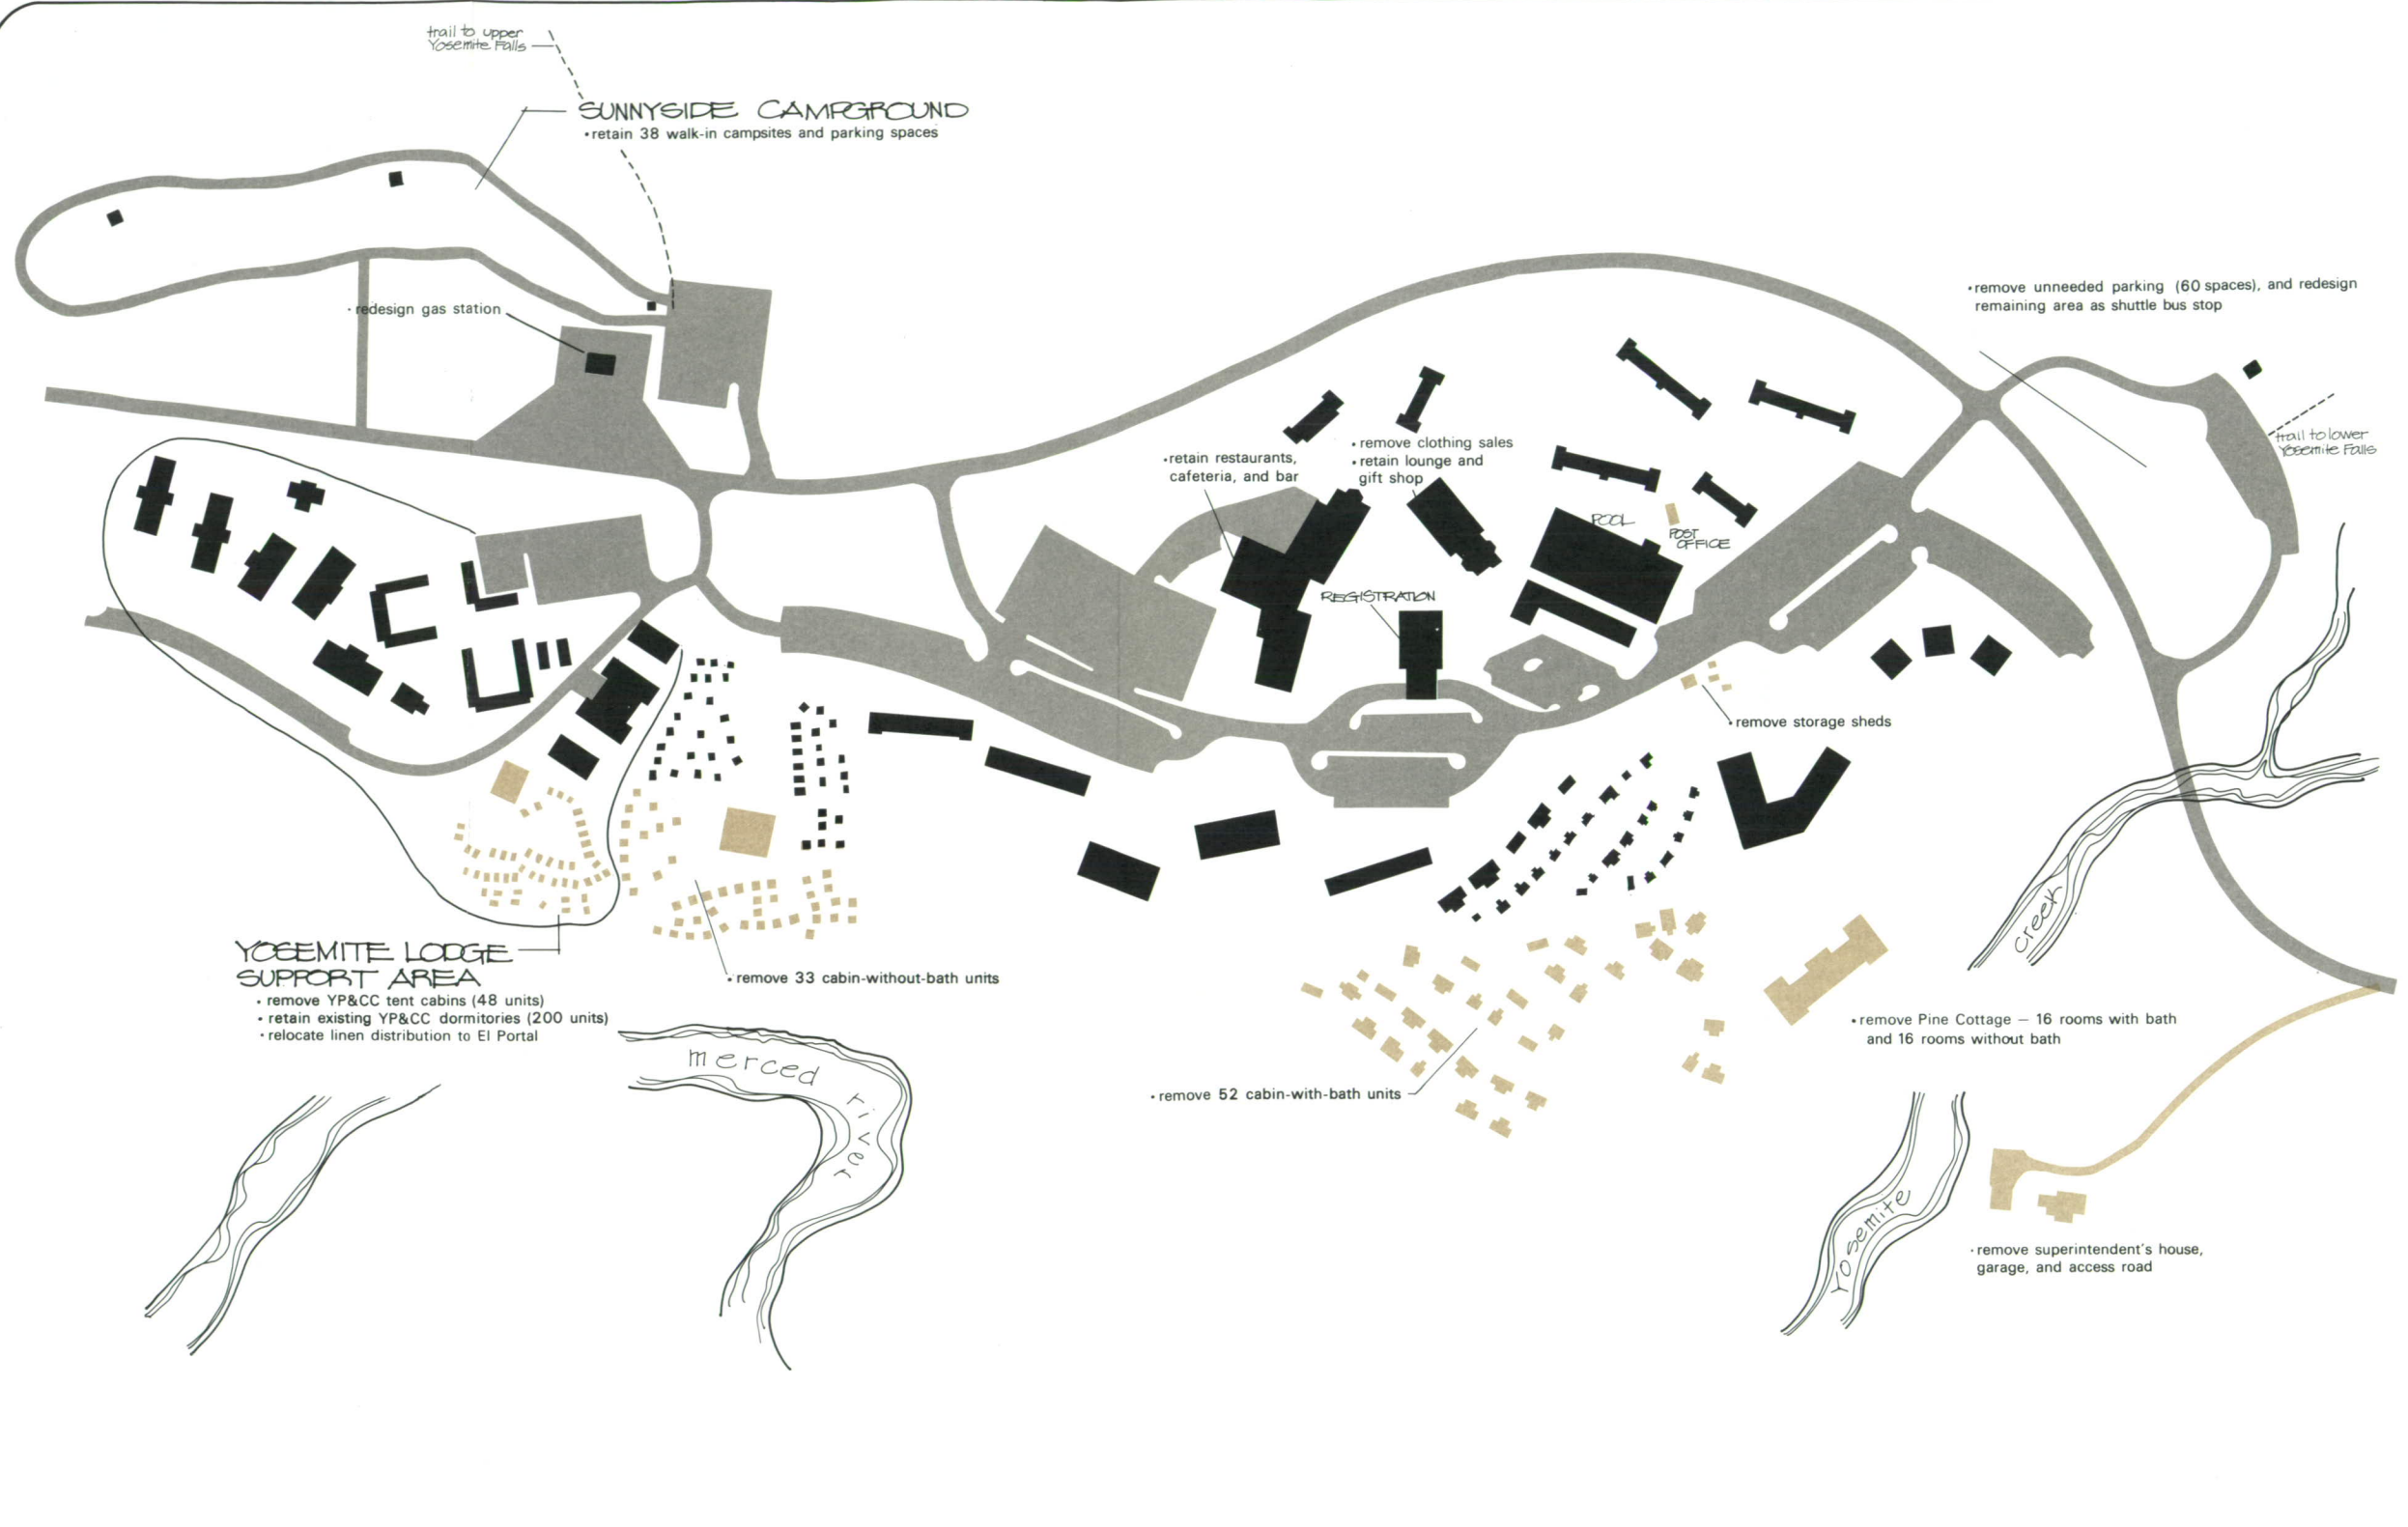 trail to upper
Yosemite Falls
SUNNYSIDE CAMPGROUND
• retain 38 walk-in campsites and parking spaces
• redesign gas station
• remove unneeded parking (60 spaces), and redesign
remaining area as shuttle bus stop
trail to lower
Yosemite Falls
• remove clothing sales
• retain lounge and
gift shop
• retain restaurants,
cafeteria, and bar
POOL
POST
OFFICE
REGISTRATION
• remove storage sheds
creek
YOSEMITE LODGE
SUPPORT AREA
• remove YP&CC tent cabins (48 units)
• retain existing YP&CC dormitories (200 units)
• relocate linen distribution to El Portal
• remove 33 cabin-without-bath units
merced
river
• remove 52 cabin-with-bath units
• remove Pine Cottage — 16 rooms with bath
and 16 rooms without bath
Yosemite
• remove superintendent's house,
garage, and access road